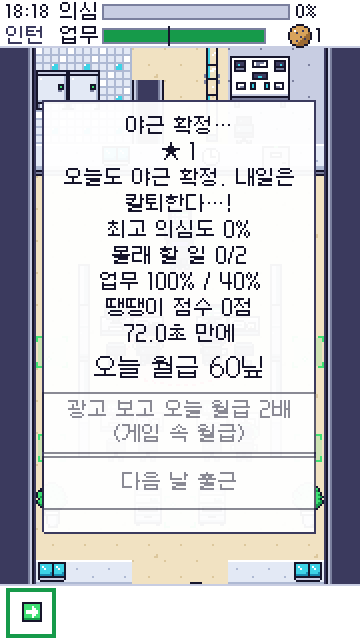 18:18 의심 0%
인턴 업무 1
야근 확정…
★ 1
오늘도 야근 확정. 내일은
칼퇴한다…!
최고 의심도 0%
몰래 할 일 0/2
업무 100% / 40%
땡땡이 점수 0점
72.0초 만에
오늘 월급 60닢
광고 보고 오늘 월급 2배
(게임 속 월급)
다음 날 출근